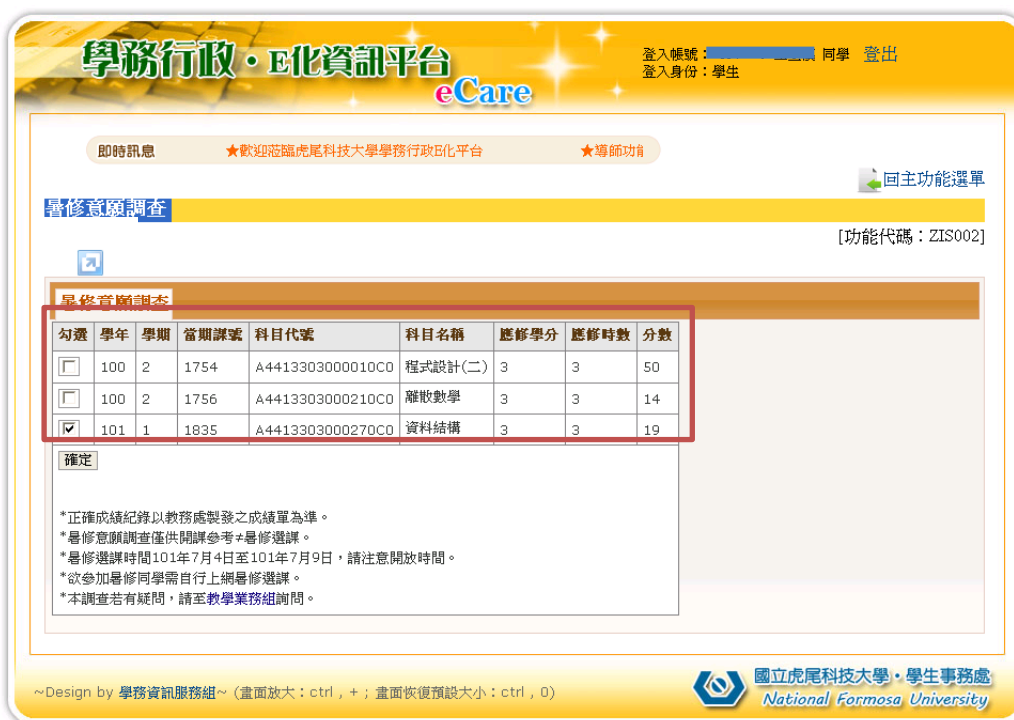 學務行政・E化資訊平台
eCare
登入帳號： 同學 登出
登入身份：學生
即時訊息 ★歡迎蒞臨虎尾科技大學學務行政E化平台 ★導師功
回主功能選單
暑修意願調查
[功能代碼：ZIS002]
暑修意願調查
勾選 學年 學期 當期課號 科目代號 科目名稱 應修學分 應修時數 分數
100 2 1754 A4413303000010C0 程式設計(二) 3 3 50
100 2 1756 A4413303000210C0 離散數學 3 3 14
101 1 1835 A4413303000270C0 資料結構 3 3 19
確定
*正確成績紀錄以教務處製發之成績單為準。
*暑修意願調查僅供開課參考≠暑修選課。
*暑修選課時間101年7月4日至101年7月9日，請注意開放時間。
*欲參加暑修同學需自行上網暑修選課。
*本調查若有疑問，請至教學業務組詢問。
~Design by 學務資訊服務組~ (畫面放大：ctrl , + ; 畫面恢復預設大小：ctrl , 0)
國立虎尾科技大學・學生事務處
National Formosa University